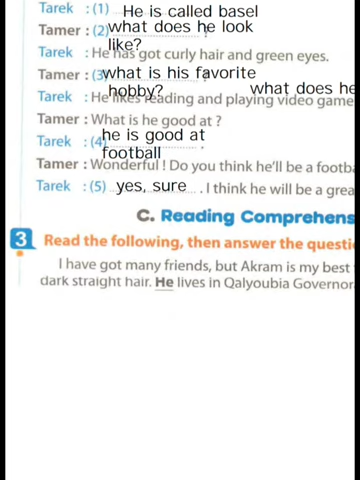 Tarek : (1) He is called basel
Tamer : (2) what does he look like?
Tarek : He has got curly hair and green eyes.
Tamer : (3) what is his favorite hobby? what does he
Tarek : He likes reading and playing video game
Tamer : What is he good at ?
Tarek : (4) he is good at football
Tamer : Wonderful ! Do you think he'll be a footba
Tarek : (5) yes, sure . I think he will be a grea
C. Reading Comprehens
3 Read the following, then answer the questi
I have got many friends, but Akram is my best
dark straight hair. He lives in Qalyoubia Governor